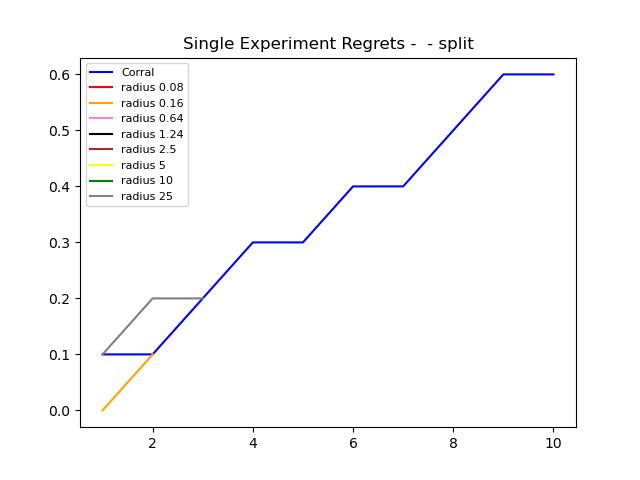 Single Experiment Regrets -  - split
Corral
radius 0.08
radius 0.16
radius 0.64
radius 1.24
radius 2.5
radius 5
radius 10
radius 25
0.6
0.5
0.4
0.3
0.2
0.1
0.0
2 4 6 8 10